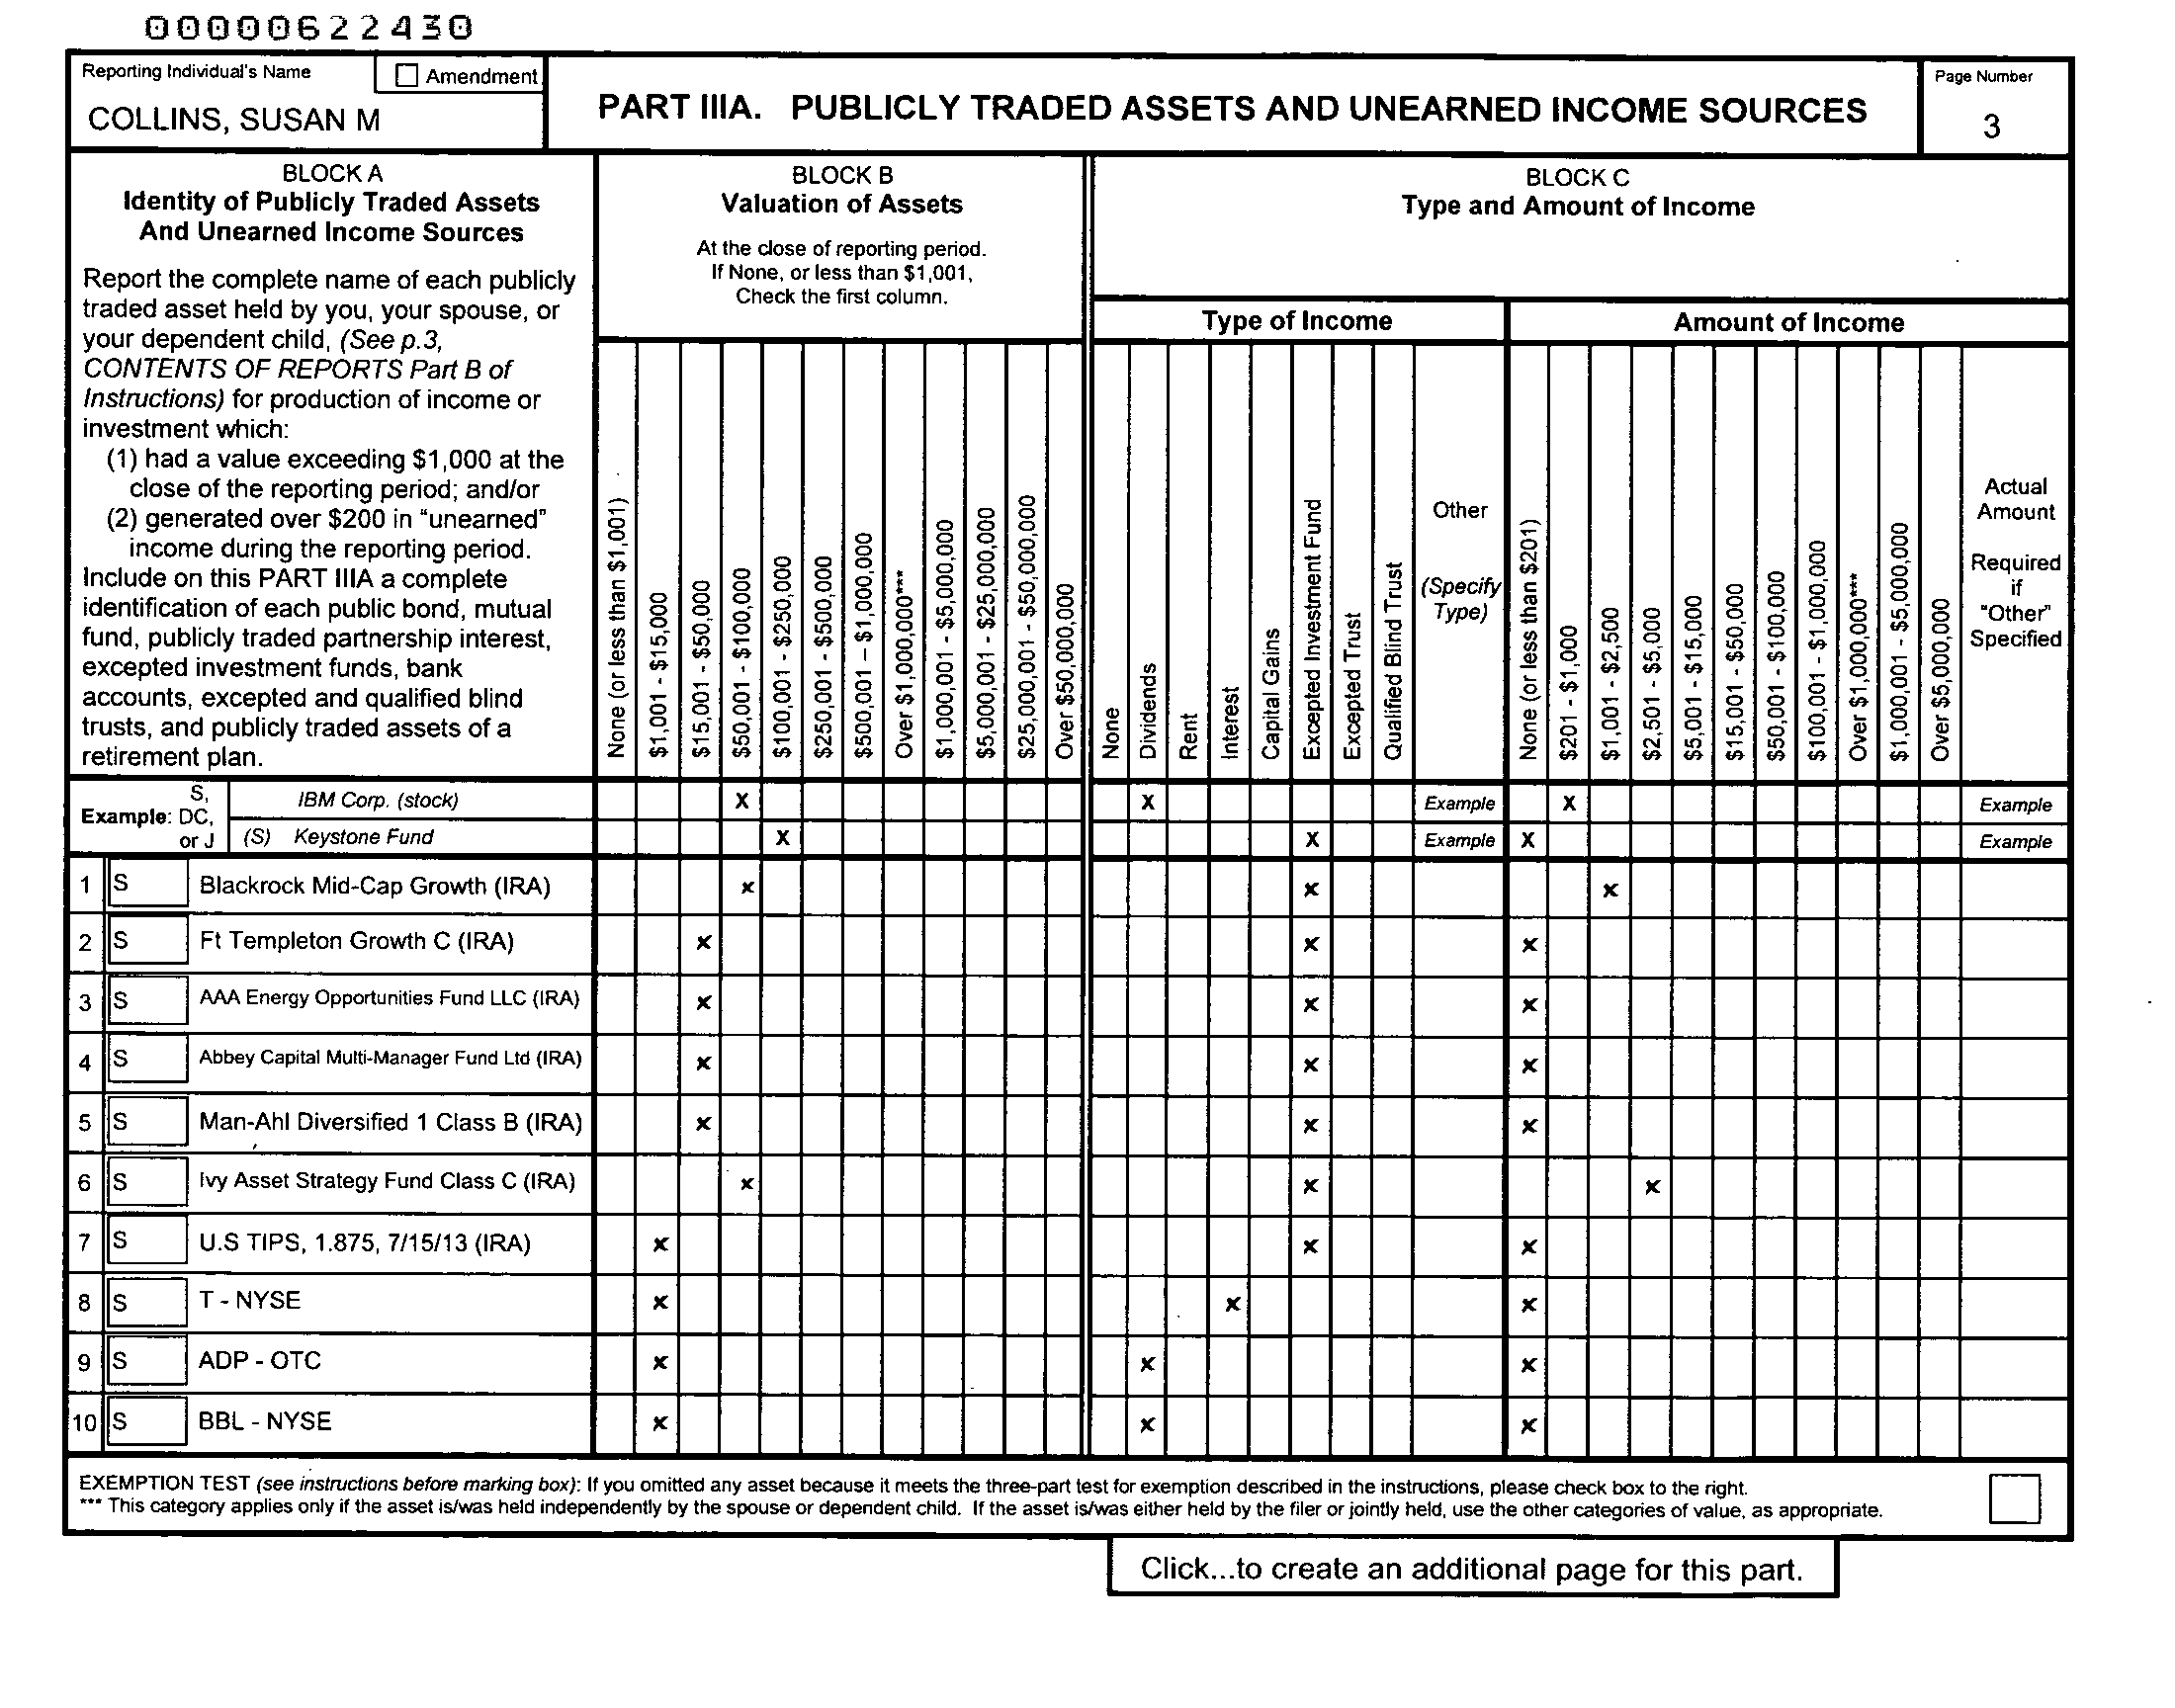 00000622430
Reporting Individual's Name
Amendment
COLLINS, SUSAN M
PART IIIA. PUBLICLY TRADED ASSETS AND UNEARNED INCOME SOURCES
Page Number
3
BLOCK A
Identity of Publicly Traded Assets
And Unearned Income Sources
Report the complete name of each publicly
traded asset held by you, your spouse, or
your dependent child, (See p.3,
CONTENTS OF REPORTS Part B of
Instructions) for production of income or
investment which:
(1) had a value exceeding $1,000 at the
close of the reporting period; and/or
(2) generated over $200 in "unearned"
income during the reporting period.
Include on this PART IIIA a complete
identification of each public bond, mutual
fund, publicly traded partnership interest,
excepted investment funds, bank
accounts, excepted and qualified blind
trusts, and publicly traded assets of a
retirement plan.
BLOCK B
Valuation of Assets
At the close of reporting period.
If None, or less than $1,001,
Check the first column.
None (or less than $1,001)
$1,001 - $15,000
$15,001 - $50,000
$50,001 - $100,000
$100,001 - $250,000
$250,001 - $500,000
$500,001 – $1,000,000
Over $1,000,000***
$1,000,001 - $5,000,000
$5,000,001 - $25,000,000
$25,000,001 - $50,000,000
Over $50,000,000
BLOCK C
Type and Amount of Income
Type of Income
None
Dividends
Rent
Interest
Capital Gains
Excepted Investment Fund
Excepted Trust
Qualified Blind Trust
Other
(Specify
Type)
Amount of Income
None (or less than $201)
$201 - $1,000
$1,001 - $2,500
$2,501 - $5,000
$5,001 - $15,000
$15,001 - $50,000
$50,001 - $100,000
$100,001 - $1,000,000
Over $1,000,000***
$1,000,001 - $5,000,000
Over $5,000,000
Actual
Amount
Required
if
"Other"
Specified
Example: S, DC, or J
IBM Corp. (stock) X X Example X Example
(S) Keystone Fund X X Example X Example
1 S Blackrock Mid-Cap Growth (IRA) x x x
2 S Ft Templeton Growth C (IRA) x x x
3 S AAA Energy Opportunities Fund LLC (IRA) x x x
4 S Abbey Capital Multi-Manager Fund Ltd (IRA) x x x
5 S Man-Ahl Diversified 1 Class B (IRA) x x x
6 S Ivy Asset Strategy Fund Class C (IRA) x x x
7 S U.S TIPS, 1.875, 7/15/13 (IRA) x x x
8 S T - NYSE x x x
9 S ADP - OTC x x x
10 S BBL - NYSE x x x
EXEMPTION TEST (see instructions before marking box): If you omitted any asset because it meets the three-part test for exemption described in the instructions, please check box to the right.
*** This category applies only if the asset is/was held independently by the spouse or dependent child. If the asset is/was either held by the filer or jointly held, use the other categories of value, as appropriate.
Click...to create an additional page for this part.